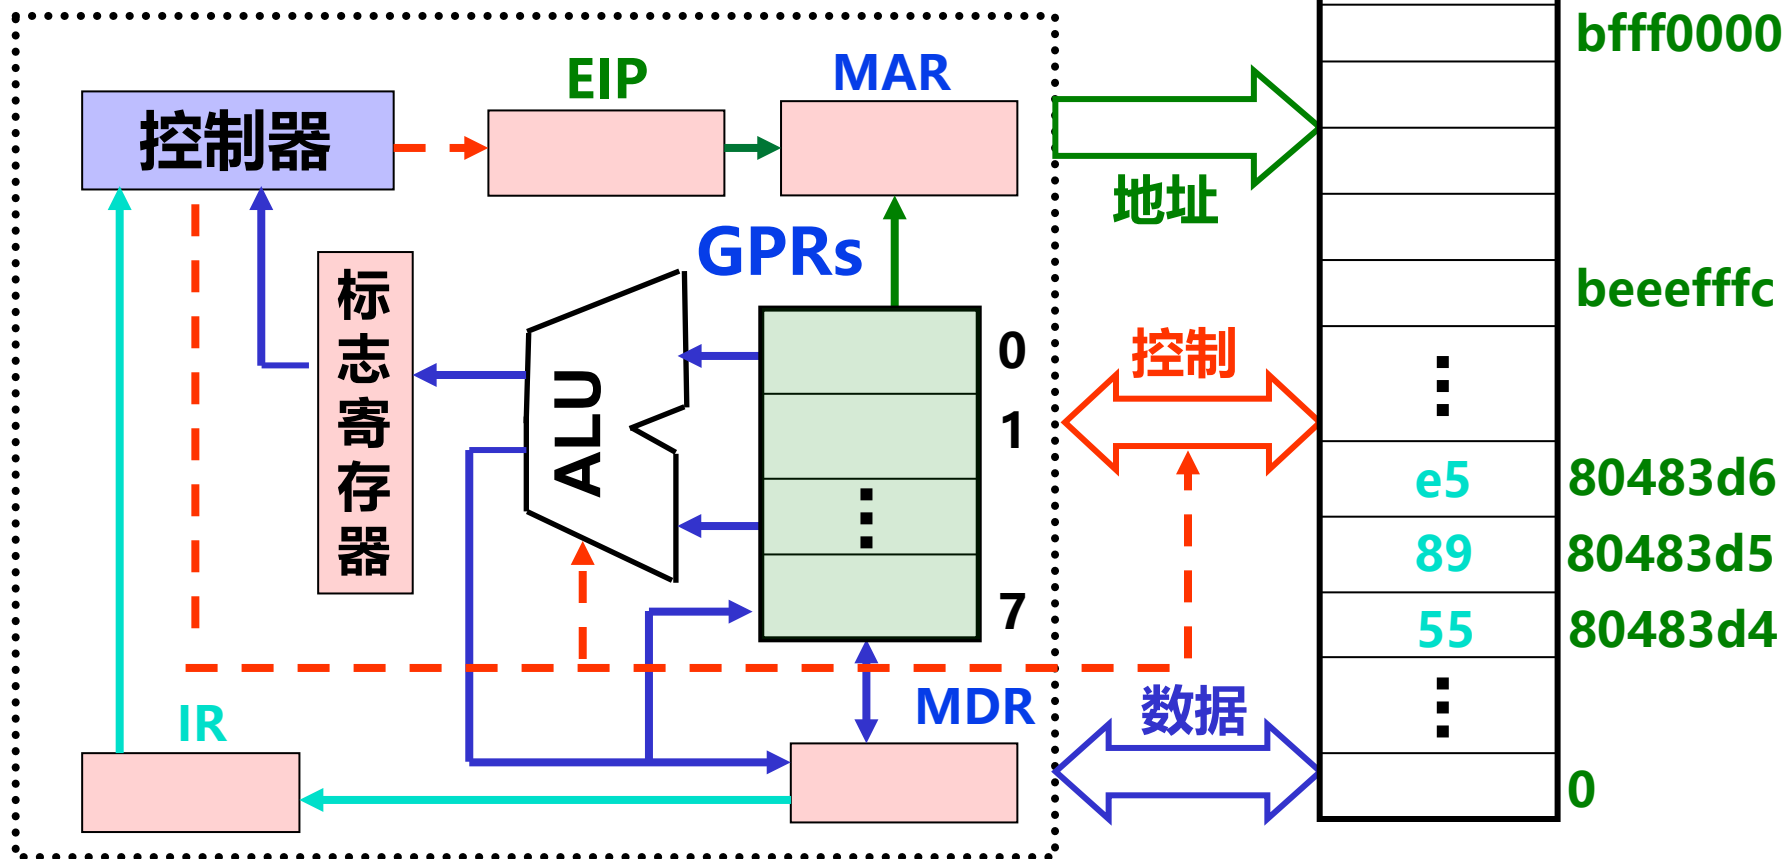 bfff0000
EIP
MAR
控制器
地址
GPRs
标志寄存器
beeefffc
0
控制
ALU
1
e5
80483d6
89
80483d5
7
55
80483d4
MDR
数据
IR
0